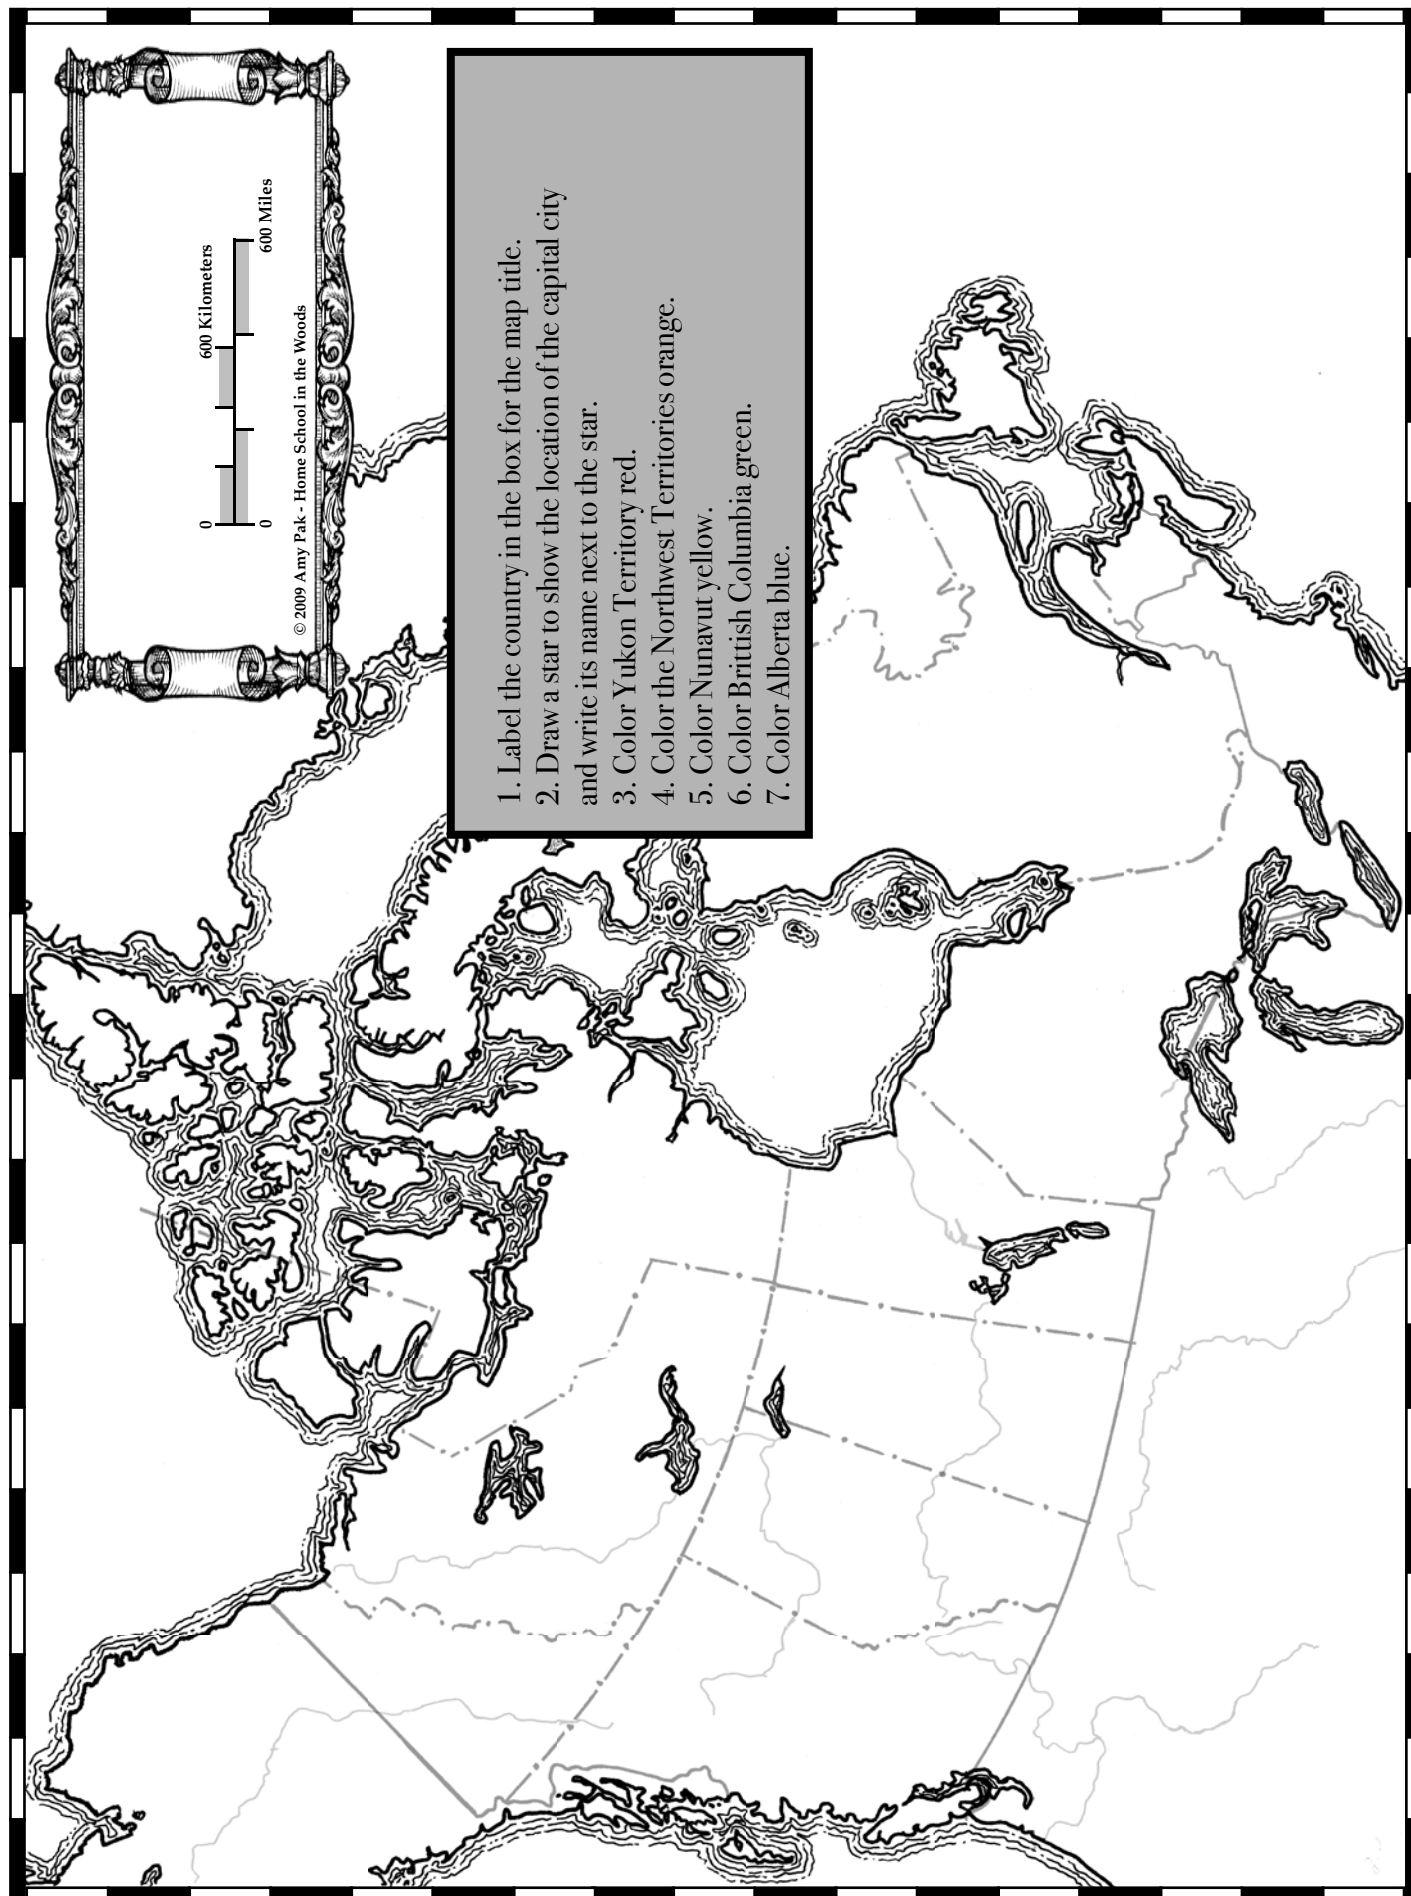 0 600 Kilometers
0 600 Miles
© 2009 Amy Pak - Home School in the Woods
1. Label the country in the box for the map title.
2. Draw a star to show the location of the capital city
and write its name next to the star.
3. Color Yukon Territory red.
4. Color the Northwest Territories orange.
5. Color Nunavut yellow.
6. Color Brittish Columbia green.
7. Color Alberta blue.